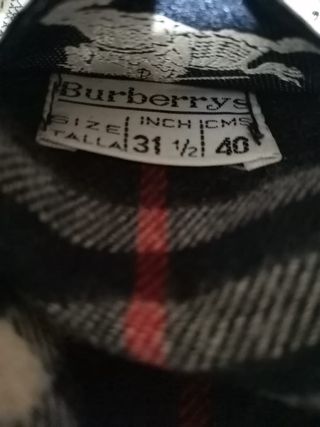 Burberrys
SIZE INCH CMS
TALLA 31 1/2 40